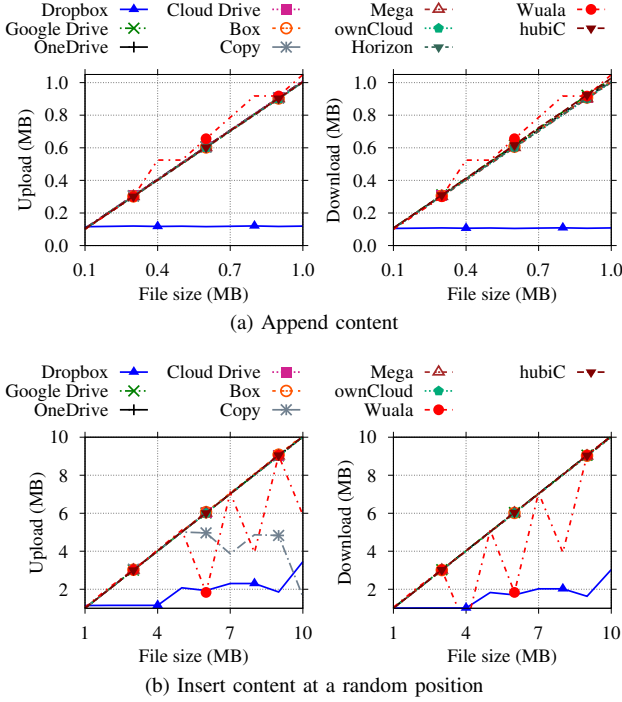 Dropbox Cloud Drive Mega Wuala
Google Drive Box ownCloud hubiC
OneDrive Copy Horizon
1.0
0.8
0.6
0.4
0.2
0.0
Upload (MB)
0.1 0.4 0.7 1.0
File size (MB)
1.0
0.8
0.6
0.4
0.2
0.0
Download (MB)
0.1 0.4 0.7 1.0
File size (MB)
(a) Append content
Dropbox Cloud Drive Mega hubiC
Google Drive Box ownCloud
OneDrive Copy Wuala
10
8
6
4
2
Upload (MB)
1 4 7 10
File size (MB)
10
8
6
4
2
Download (MB)
1 4 7 10
File size (MB)
(b) Insert content at a random position